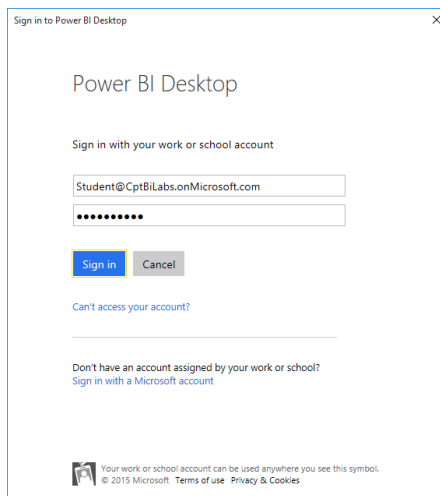 Sign in to Power BI Desktop
Power BI Desktop
Sign in with your work or school account
Student@CptBiLabs.onMicrosoft.com
●●●●●●●●●●
Sign in Cancel
Can't access your account?
Don't have an account assigned by your work or school?
Sign in with a Microsoft account
Your work or school account can be used anywhere you see this symbol.
© 2015 Microsoft Terms of use Privacy & Cookies